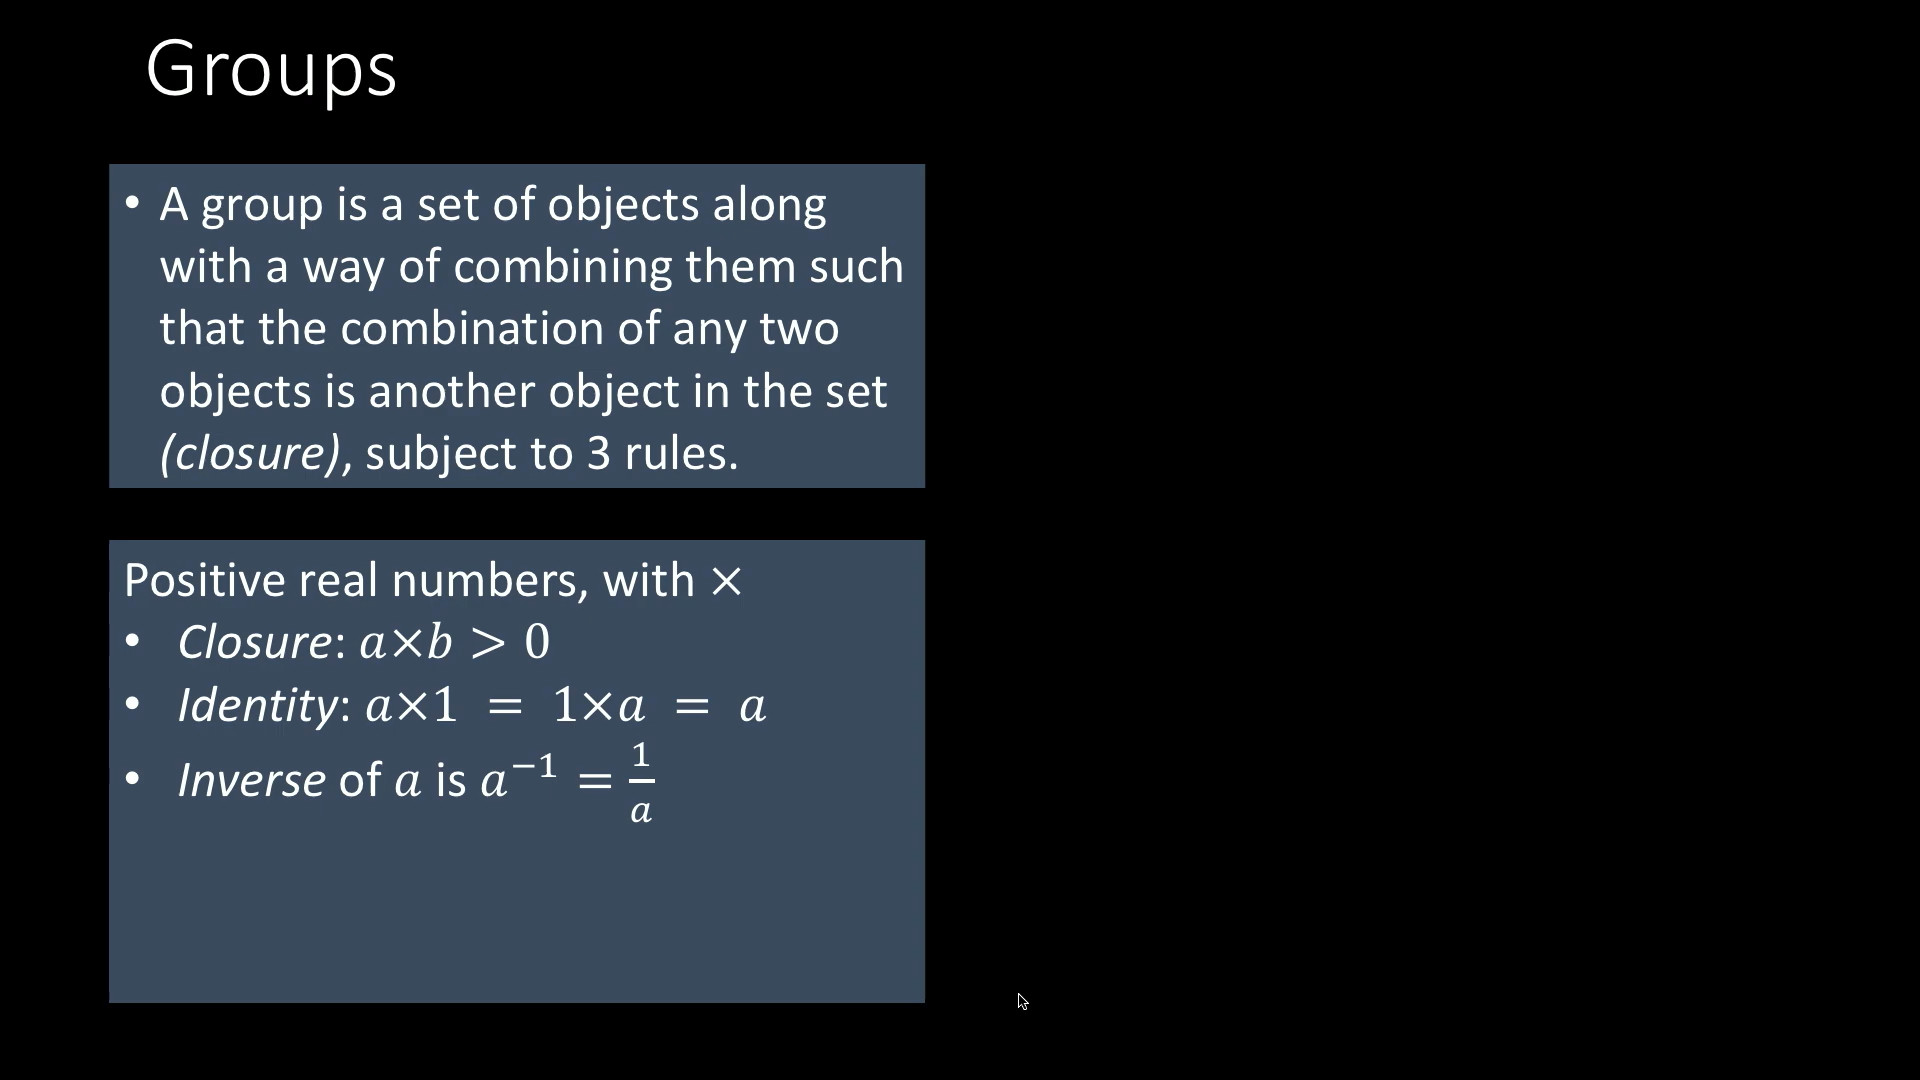 Groups
• A group is a set of objects along
with a way of combining them such
that the combination of any two
objects is another object in the set
(closure), subject to 3 rules.
Positive real numbers, with ×
• Closure: a×b > 0
• Identity: a×1 = 1×a = a
• Inverse of a is a⁻¹ = 1/a